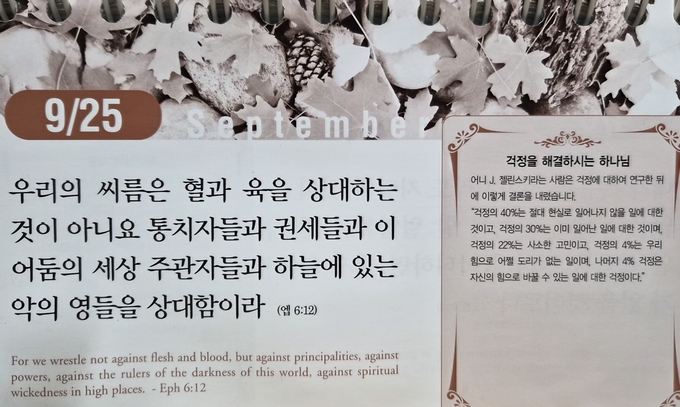 9/25
September
우리의 씨름은 혈과 육을 상대하는
것이 아니요 통치자들과 권세들과 이
어둠의 세상 주관자들과 하늘에 있는
악의 영들을 상대함이라 (엡 6:12)
For we wrestle not against flesh and blood, but against principalities, against
powers, against the rulers of the darkness of this world, against spiritual
wickedness in high places. - Eph 6:12
걱정을 해결하시는 하나님
어니 J. 젤린스키라는 사람은 걱정에 대하여 연구한 뒤
에 이렇게 결론을 내렸습니다.
"걱정의 40%는 절대 현실로 일어나지 않을 일에 대한
것이고, 걱정의 30%는 이미 일어난 일에 대한 것이며,
걱정의 22%는 사소한 고민이고, 걱정의 4%는 우리
힘으로 어쩔 도리가 없는 일이며, 나머지 4% 걱정은
자신의 힘으로 바꿀 수 있는 일에 대한 걱정이다."